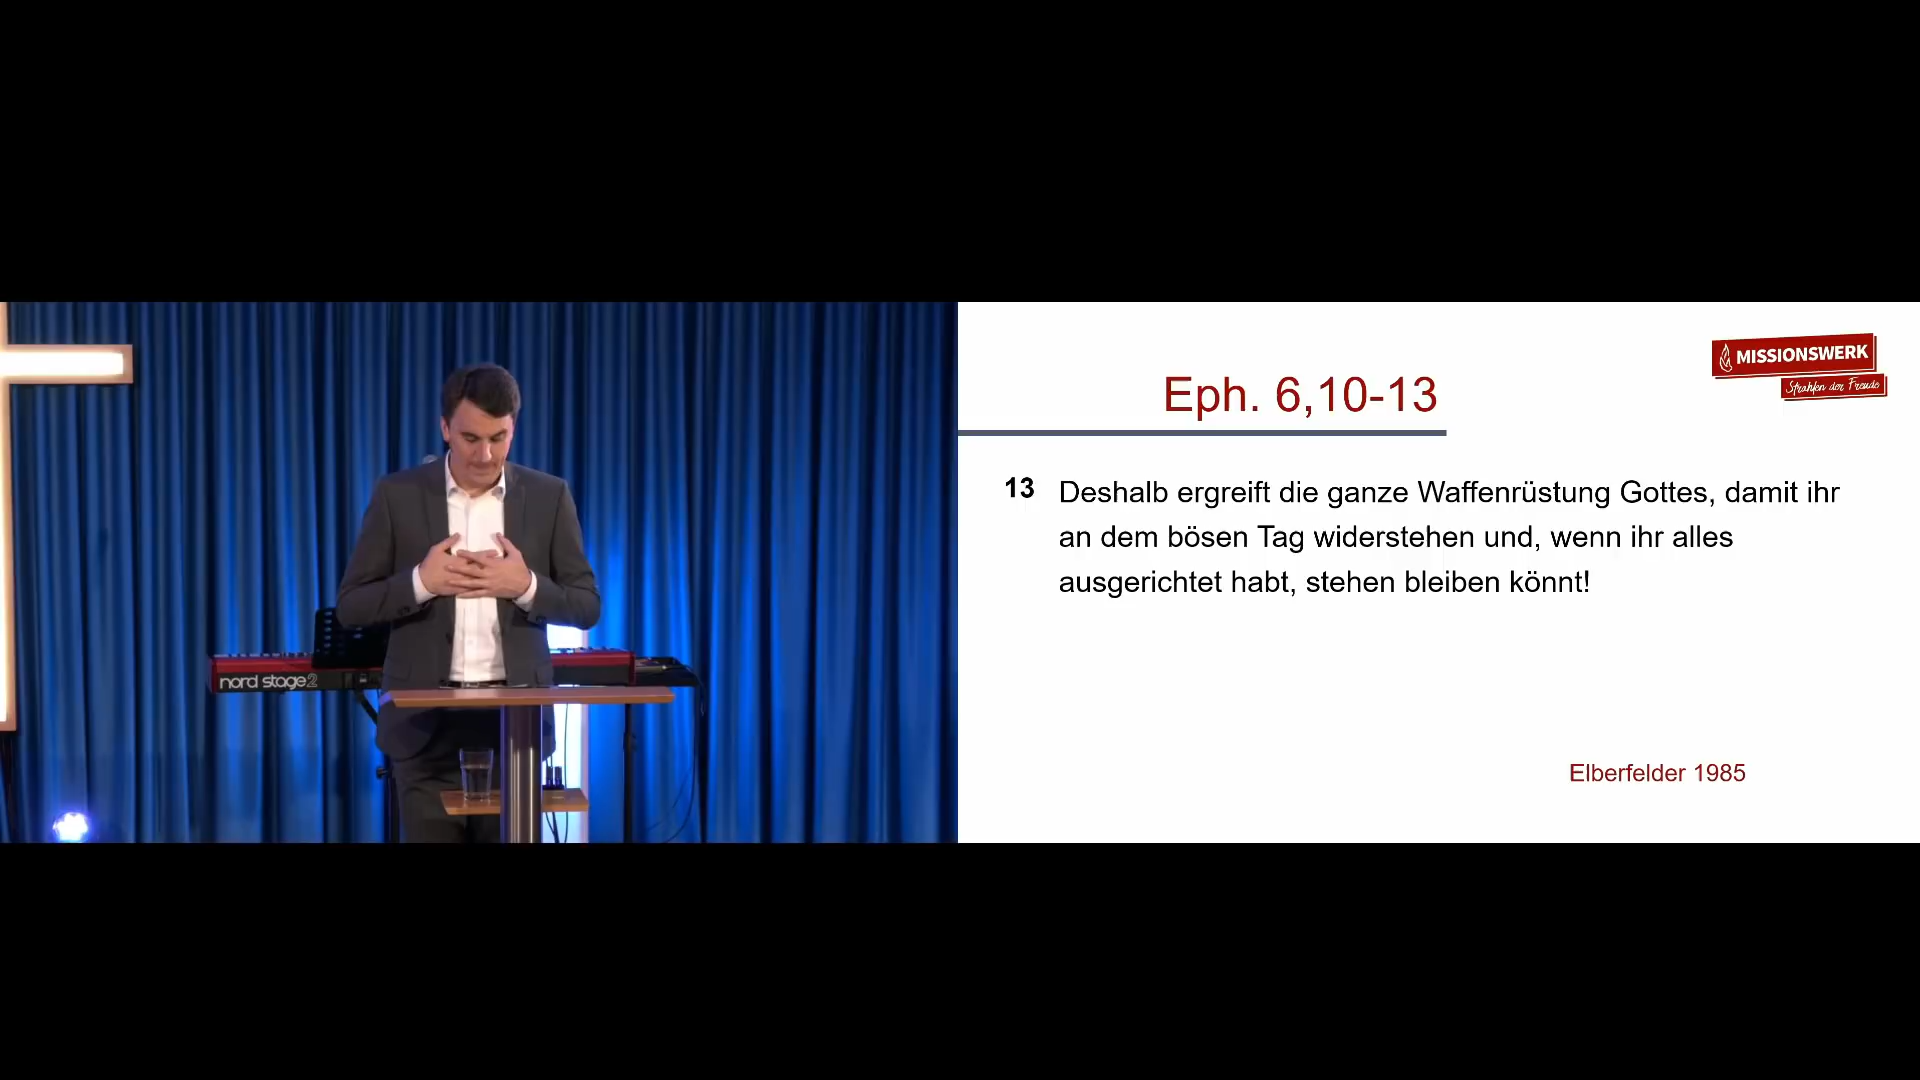 MISSIONSWERK
Strahlen der Freude
Eph. 6,10-13
13 Deshalb ergreift die ganze Waffenrüstung Gottes, damit ihr
an dem bösen Tag widerstehen und, wenn ihr alles
ausgerichtet habt, stehen bleiben könnt!
nord stage2
Elberfelder 1985